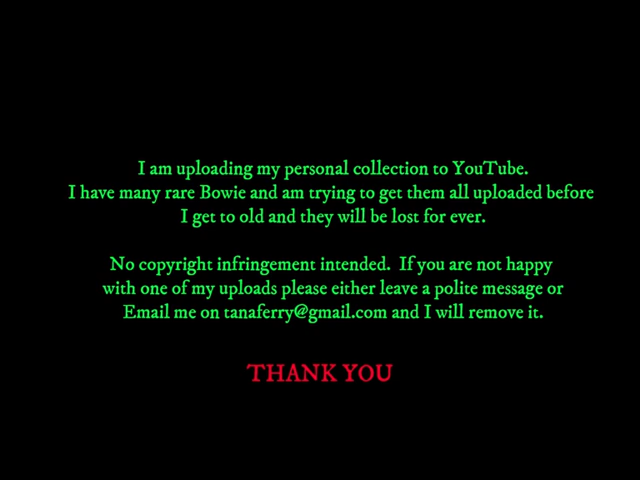 I am uploading my personal collection to YouTube.
I have many rare Bowie and am trying to get them all uploaded before
I get to old and they will be lost for ever.
No copyright infringement intended.  If you are not happy
with one of my uploads please either leave a polite message or
Email me on tanaferry@gmail.com and I will remove it.
THANK YOU